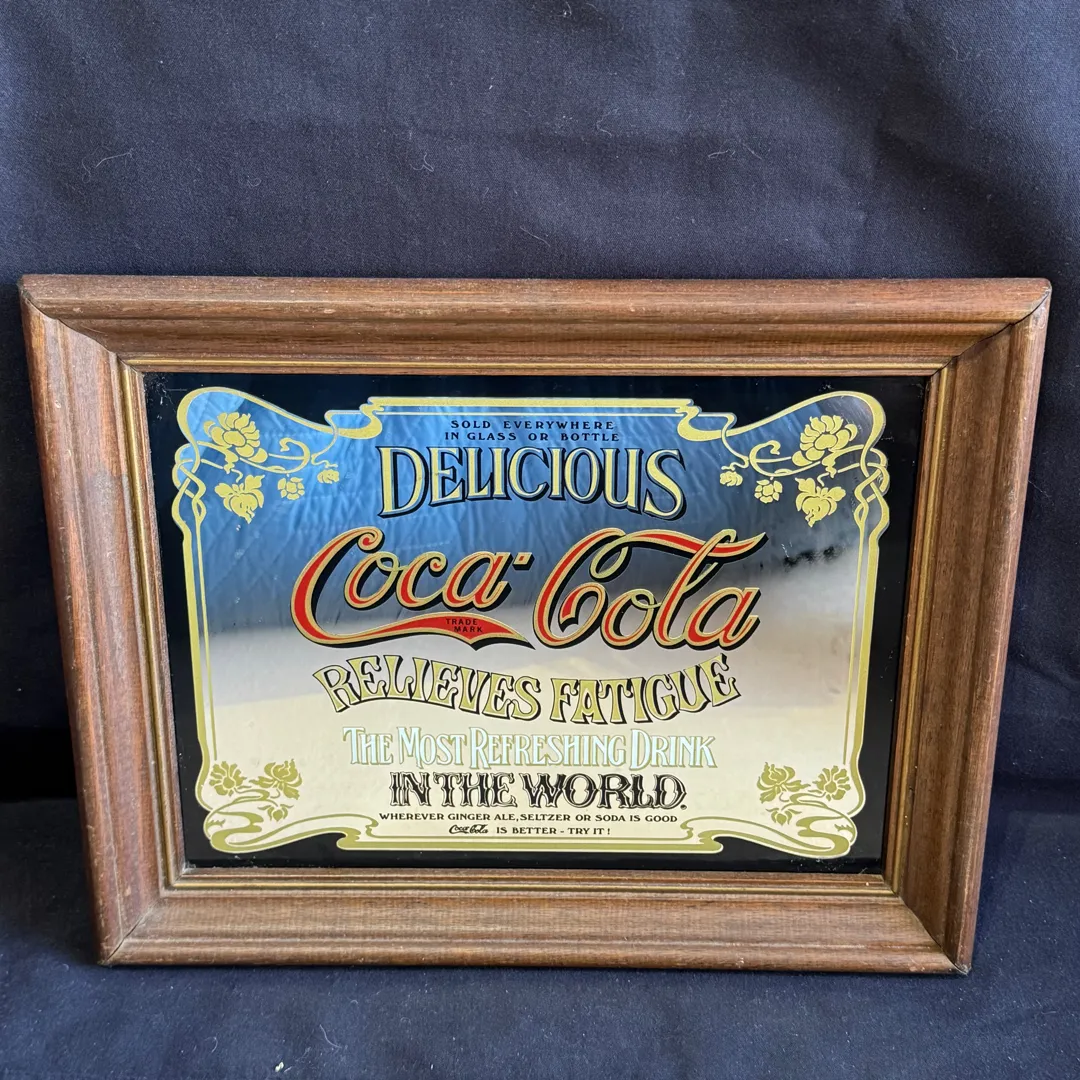 SOLD EVERYWHERE
IN GLASS OR BOTTLE
DELICIOUS
Coca-Cola
TRADE
MARK
RELIEVES FATIGUE
THE MOST REFRESHING DRINK
IN THE WORLD.
WHEREVER GINGER ALE, SELTZER OR SODA IS GOOD
Coca-Cola IS BETTER - TRY IT!